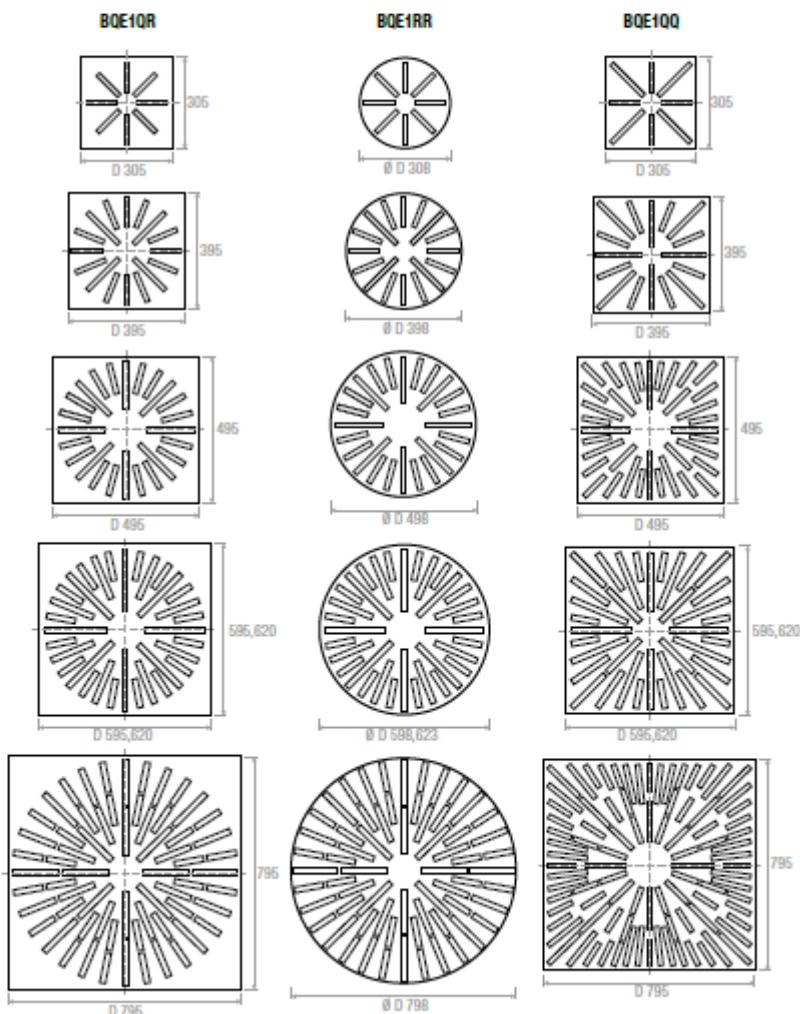 BQE1QR BQE1RR BQE1QQ
305 305
D 305 Ø D 308 D 305
395 395
D 395 Ø D 398 D 395
495 495
D 495 Ø D 498 D 495
595,620 595,620
D 595,620 Ø D 598,623 D 595,620
795 795
D 795 Ø D 798 D 795